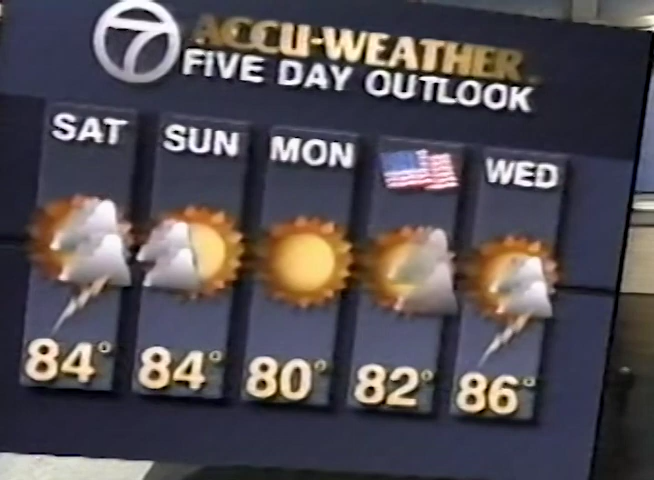 7 ACCU-WEATHER
FIVE DAY OUTLOOK
SAT SUN MON WED
84° 84° 80° 82° 86°